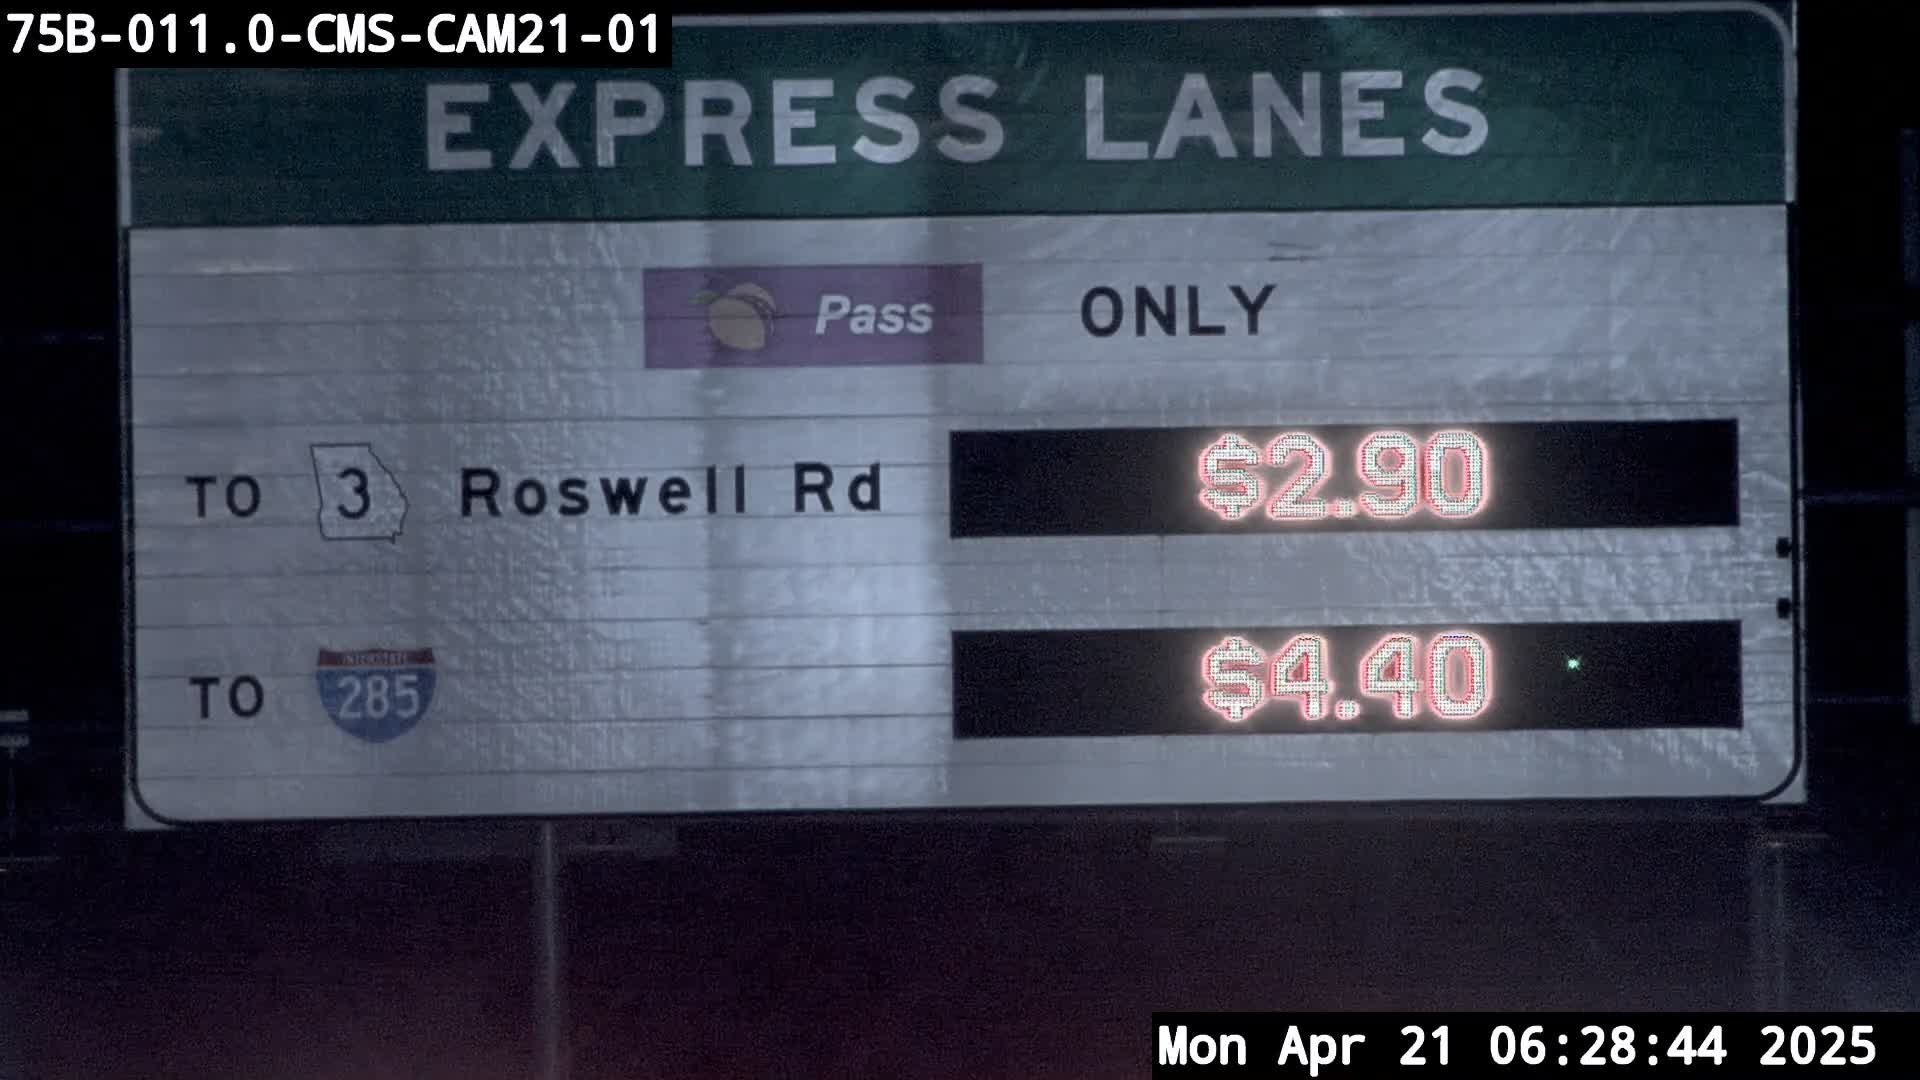 75B-011.0-CMS-CAM21-01
EXPRESS LANES
Pass ONLY
TO 3 Roswell Rd $2.90
INTERSTATE
TO 285 $4.40
Mon Apr 21 06:28:44 2025